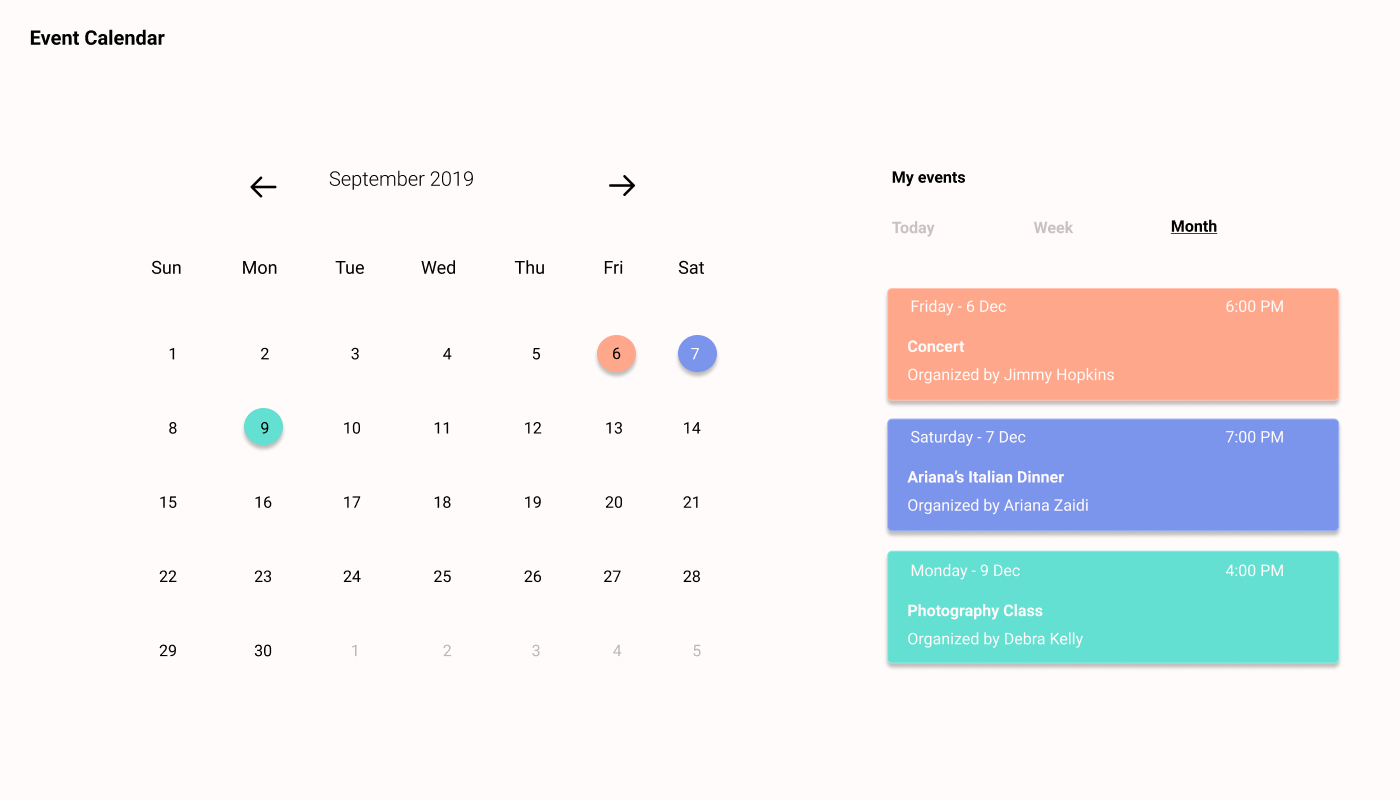 Event Calendar
September 2019
Sun Mon Tue Wed Thu Fri Sat
1 2 3 4 5 6 7
8 9 10 11 12 13 14
15 16 17 18 19 20 21
22 23 24 25 26 27 28
29 30 1 2 3 4 5
My events
Today Week Month
Friday - 6 Dec 6:00 PM
Concert
Organized by Jimmy Hopkins
Saturday - 7 Dec 7:00 PM
Ariana’s Italian Dinner
Organized by Ariana Zaidi
Monday - 9 Dec 4:00 PM
Photography Class
Organized by Debra Kelly